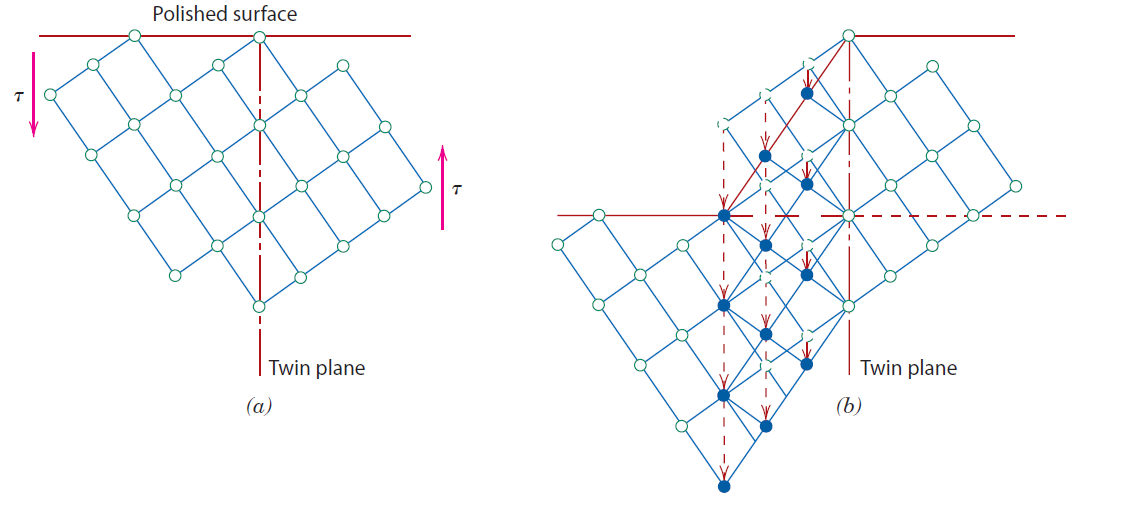 Polished surface
τ
τ
Twin plane
Twin plane
(a)
(b)